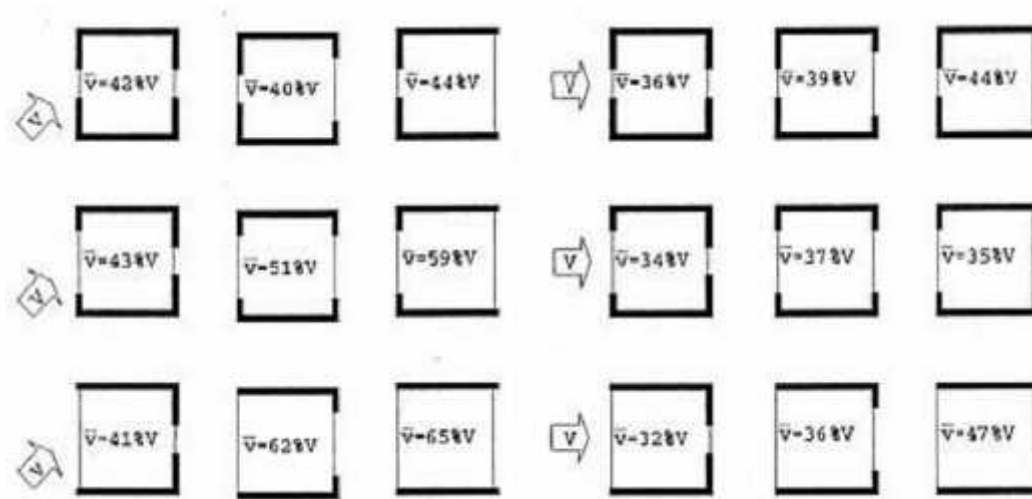 v̅=42%V v̅=40%V v̅=44%V V v̅=36%V v̅=39%V v̅=44%V
V
v̅=43%V v̅=51%V v̅=59%V V v̅=34%V v̅=37%V v̅=35%V
V
v̅=41%V v̅=62%V v̅=65%V V v̅=32%V v̅=36%V v̅=47%V
V